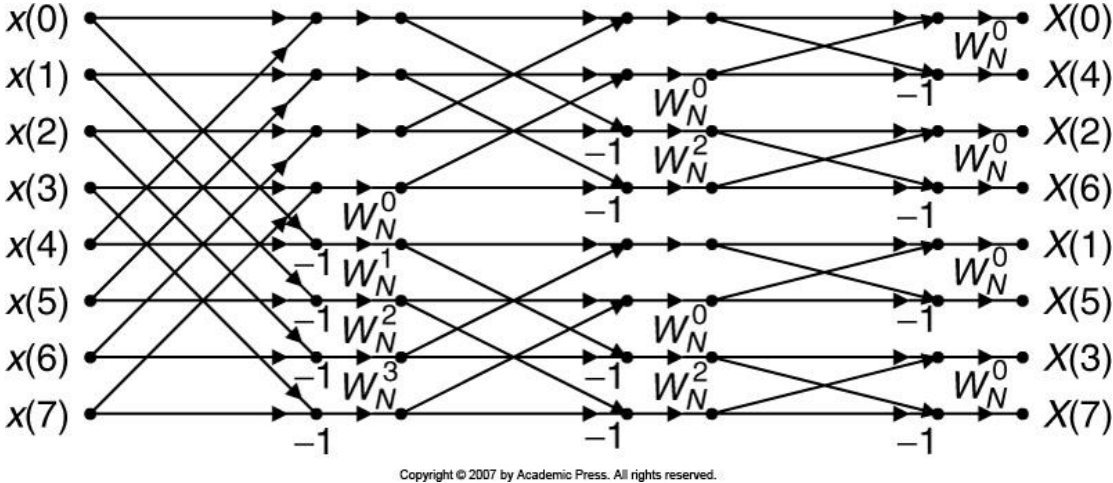 x(0) X(0)
W_N^0
x(1) X(4)
W_N^0 -1
x(2) X(2)
-1 W_N^2 W_N^0
x(3) X(6)
W_N^0 -1 -1
x(4) X(1)
-1 W_N^1 W_N^0
x(5) X(5)
-1 W_N^2 W_N^0 -1
x(6) X(3)
-1 W_N^3 -1 W_N^2 W_N^0
x(7) X(7)
-1 -1 -1
Copyright © 2007 by Academic Press. All rights reserved.